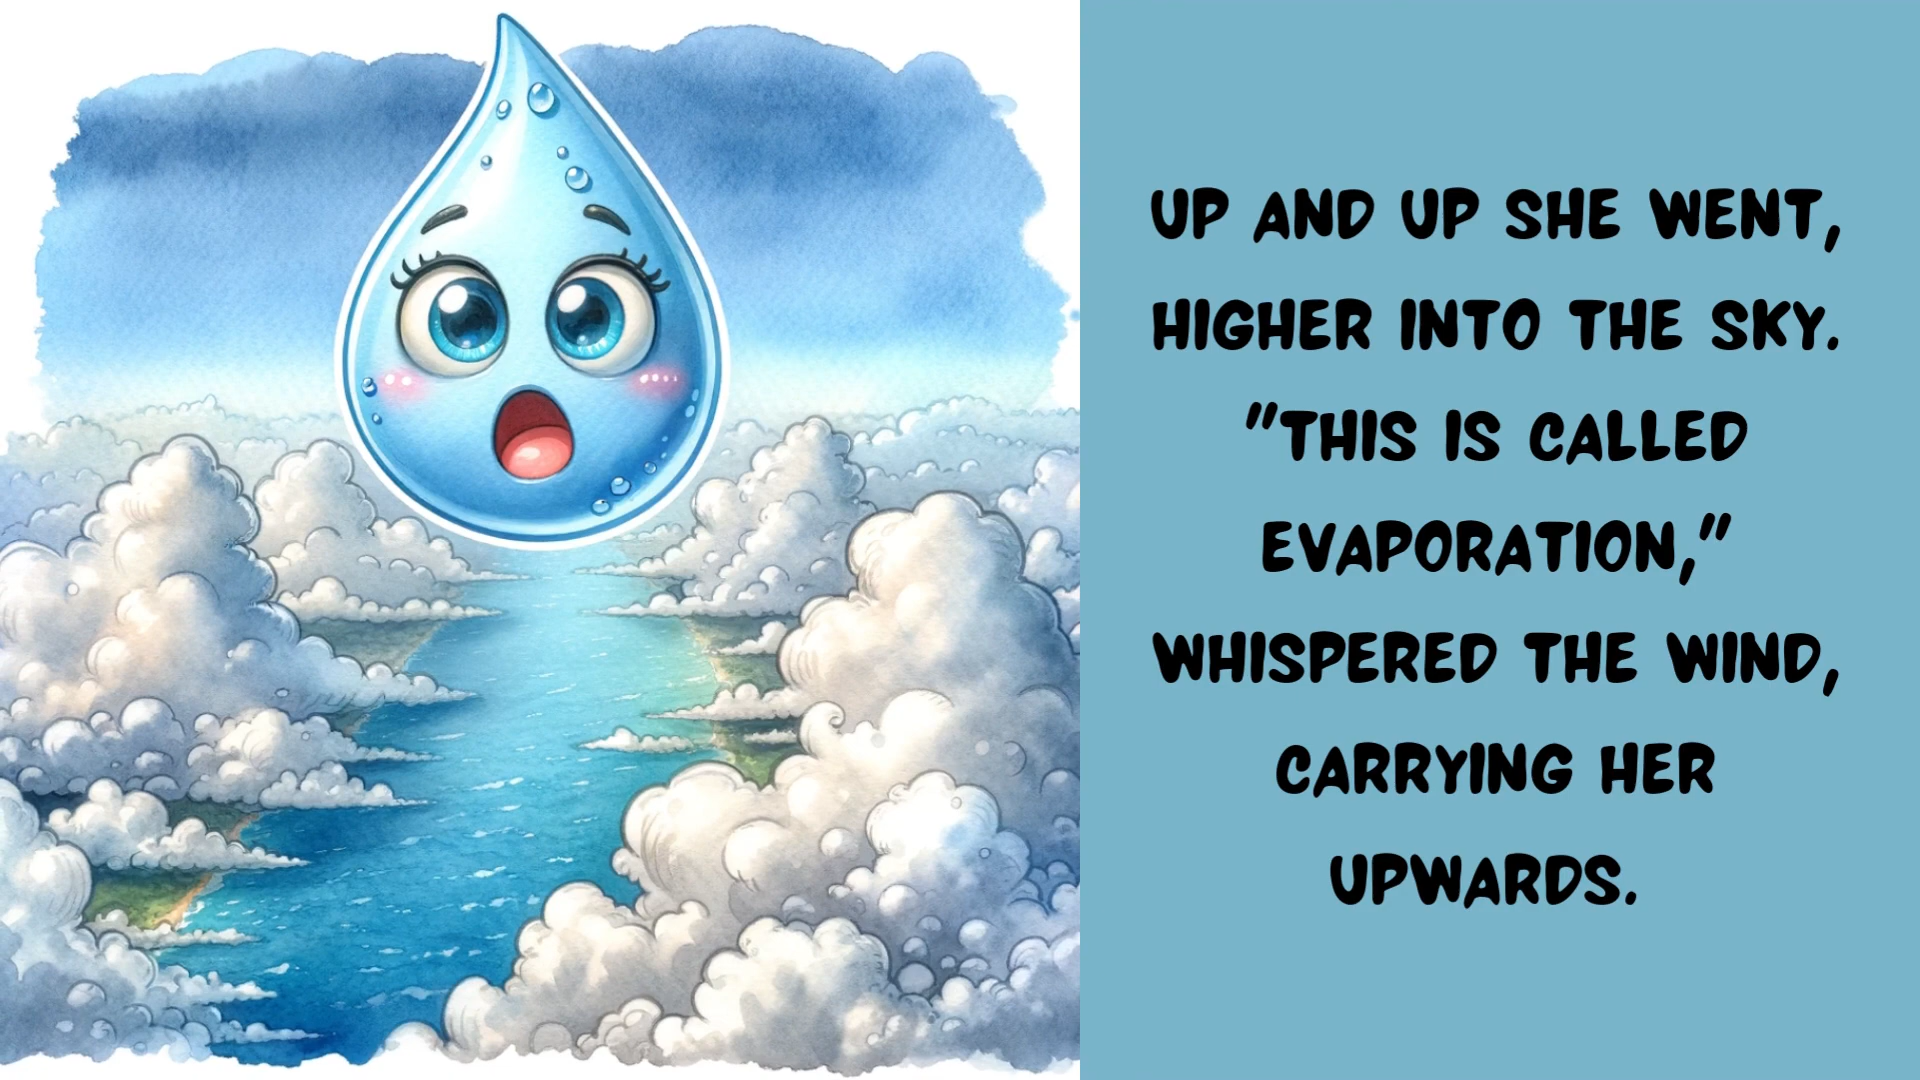 UP AND UP SHE WENT,
HIGHER INTO THE SKY.
"THIS IS CALLED
EVAPORATION,"
WHISPERED THE WIND,
CARRYING HER
UPWARDS.